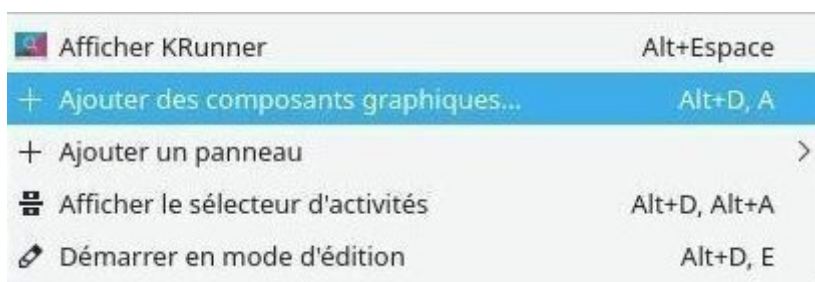 Afficher KRunner Alt+Espace
Ajouter des composants graphiques... Alt+D, A
Ajouter un panneau
Afficher le sélecteur d'activités Alt+D, Alt+A
Démarrer en mode d'édition Alt+D, E